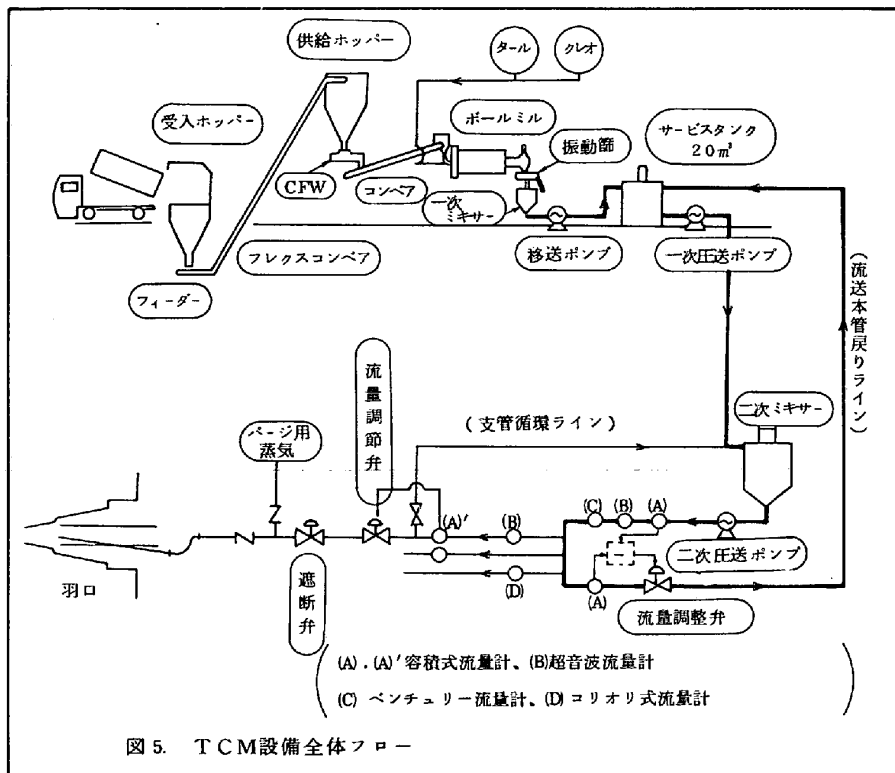 供給ホッパー
タール
クレオ
受入ホッパー
ボールミル
振動篩
サービスタンク
20m³
CFW
コンベア
一次ミキサー
移送ポンプ
一次圧送ポンプ
フレクスコンベア
フィーダー
(流送本管戻りライン)
流量調節弁
二次ミキサー
(支管循環ライン)
パージ用
蒸気
(A)'
(B)
(C)
(B)
(A)
二次圧送ポンプ
(D)
(A)
羽口
遮断弁
流量調整弁
(A).(A)'容積式流量計、(B)超音波流量計
(C) ベンチュリー流量計、(D)コリオリ式流量計
図 5. TCM設備全体フロー